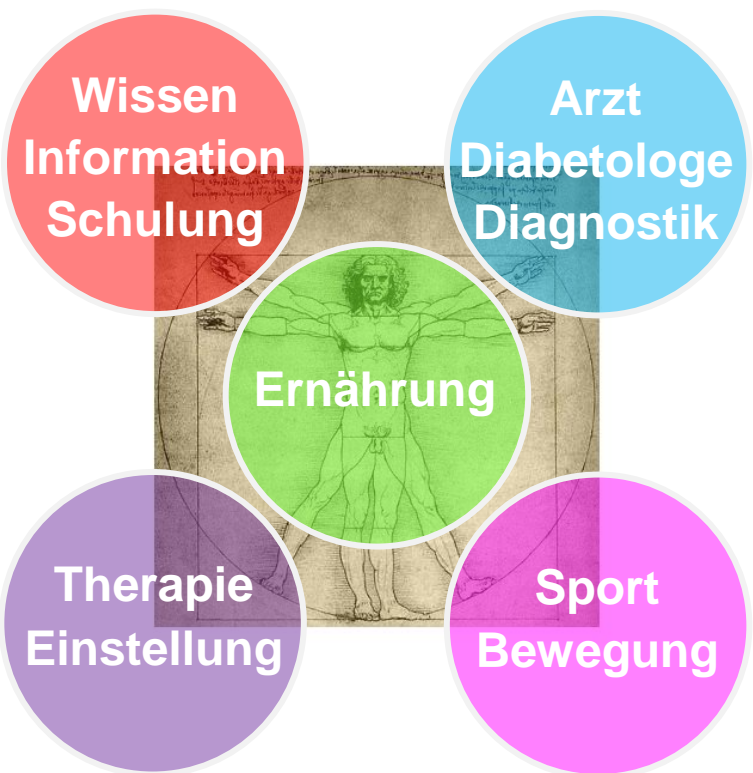 Wissen
Information
Schulung
Arzt
Diabetologe
Diagnostik
Ernährung
Therapie
Einstellung
Sport
Bewegung